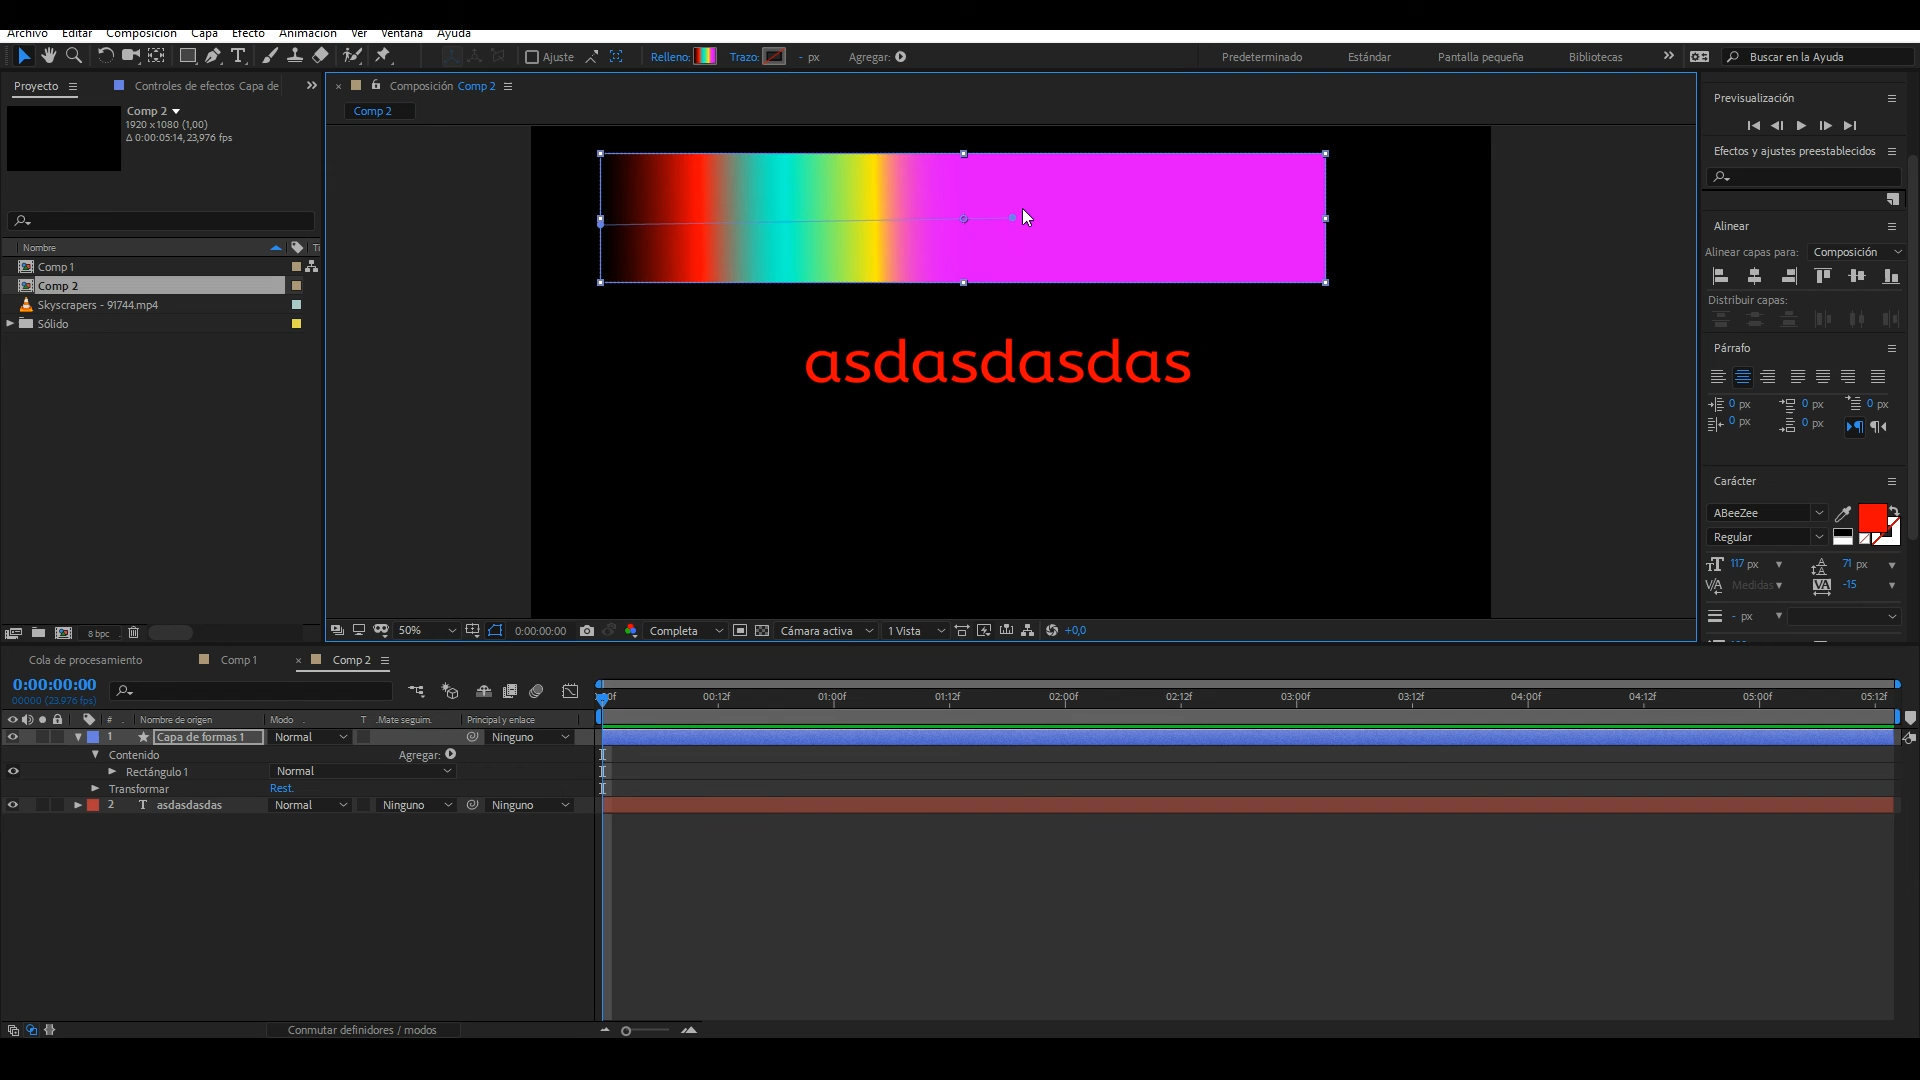 Archivo Editar Composición Capa Efecto Animación Ver Ventana Ayuda
Ajuste Relleno: Trazo: - px Agregar: Predeterminado Estándar Pantalla pequeña Bibliotecas Buscar en la Ayuda
Proyecto Controles de efectos Capa de
Composición Comp 2
Comp 2
Comp 2
1920 x1080 (1,00)
Δ 0:00:05:14, 23,976 fps
Nombre
Comp 1
Comp 2
Skyscrapers - 91744.mp4
Sólido
8 bpc
asdasdasdas
50% 0:00:00:00 Completa Cámara activa 1 Vista +0,0
Previsualización
Efectos y ajustes preestablecidos
Alinear
Alinear capas para: Composición
Distribuir capas:
Párrafo
0 px 0 px 0 px
0 px 0 px
Carácter
ABeeZee
Regular
117 px 71 px
Medidas -15
- px
Cola de procesamiento Comp 1 Comp 2
0:00:00:00
00000 (23.976 fps)
# Nombre de origen Modo T .Mate seguim. Principal y enlace
1 Capa de formas 1 Normal Ninguno
Contenido Agregar:
Rectángulo 1 Normal
Transformar Rest.
2 T asdasdasdas Normal Ninguno Ninguno
00:12f 01:00f 01:12f 02:00f 02:12f 03:00f 03:12f 04:00f 04:12f 05:00f 05:12f
Conmutar definidores / modos